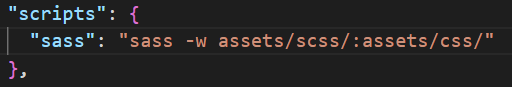 "scripts": {
"sass": "sass -w assets/scss/:assets/css/"
},